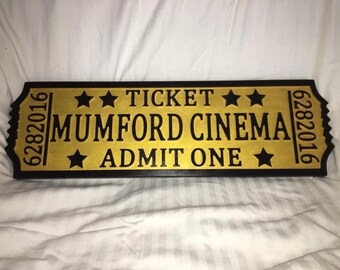 6282016
★★ TICKET ★★
MUMFORD CINEMA
★ ADMIT ONE ★
6282016